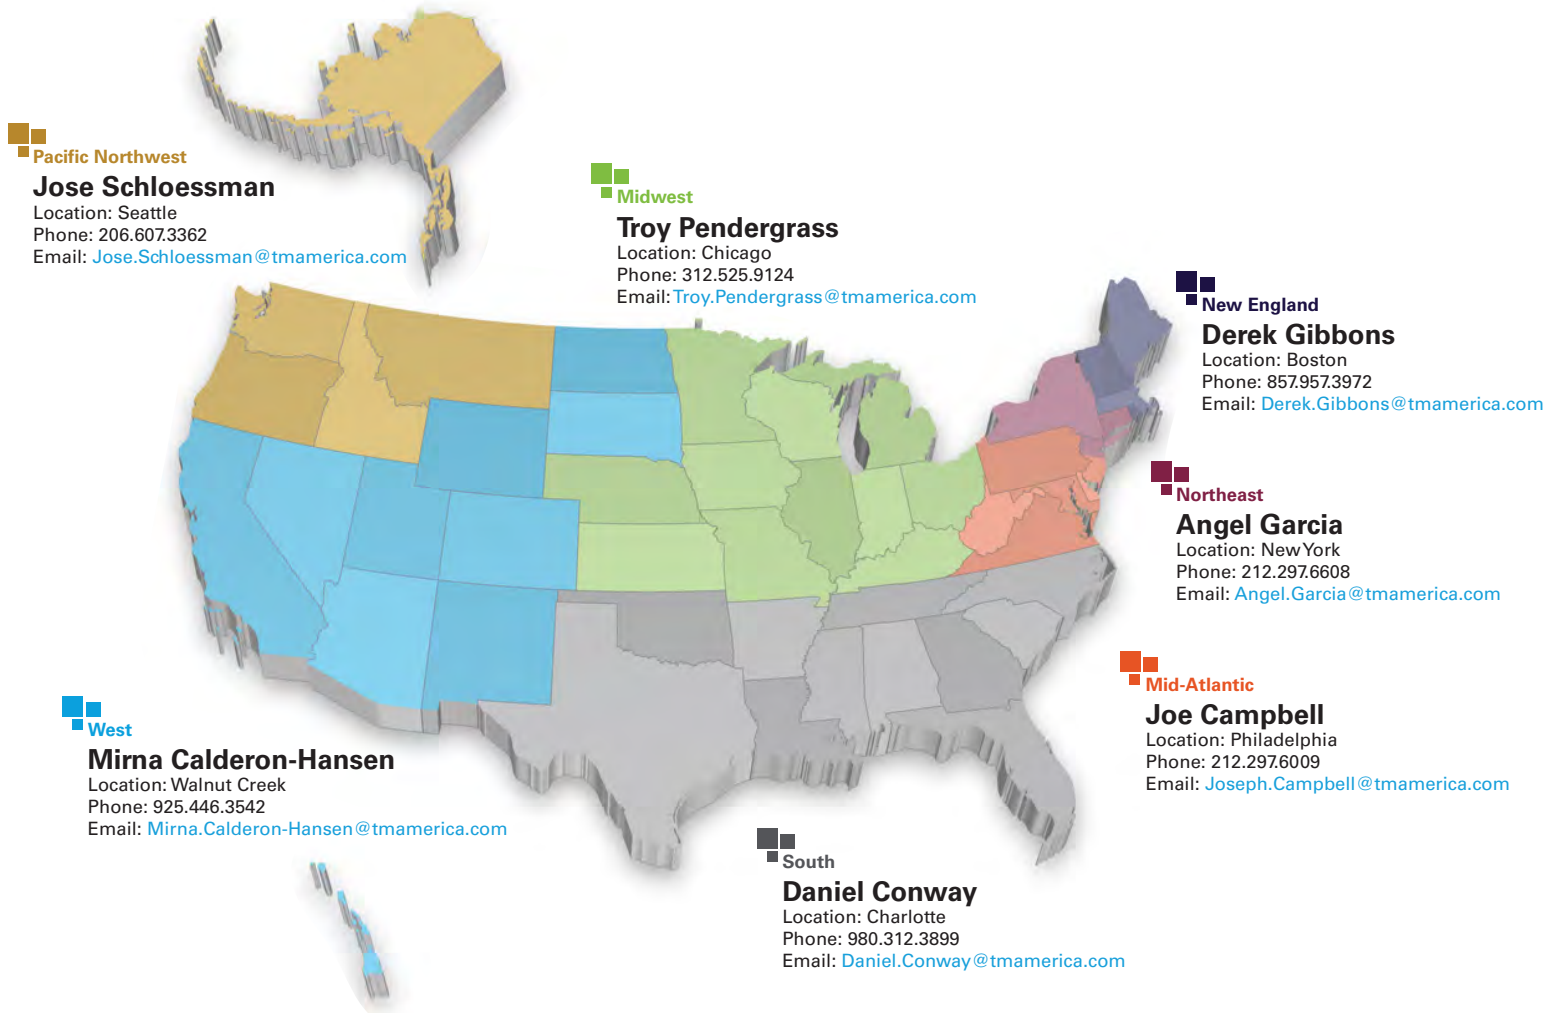 Pacific Northwest
Jose Schloessman
Location: Seattle
Phone: 206.607.3362
Email: Jose.Schloessman@tmamerica.com
Midwest
Troy Pendergrass
Location: Chicago
Phone: 312.525.9124
Email: Troy.Pendergrass@tmamerica.com
New England
Derek Gibbons
Location: Boston
Phone: 857.957.3972
Email: Derek.Gibbons@tmamerica.com
Northeast
Angel Garcia
Location: New York
Phone: 212.297.6608
Email: Angel.Garcia@tmamerica.com
Mid-Atlantic
Joe Campbell
Location: Philadelphia
Phone: 212.297.6009
Email: Joseph.Campbell@tmamerica.com
West
Mirna Calderon-Hansen
Location: Walnut Creek
Phone: 925.446.3542
Email: Mirna.Calderon-Hansen@tmamerica.com
South
Daniel Conway
Location: Charlotte
Phone: 980.312.3899
Email: Daniel.Conway@tmamerica.com